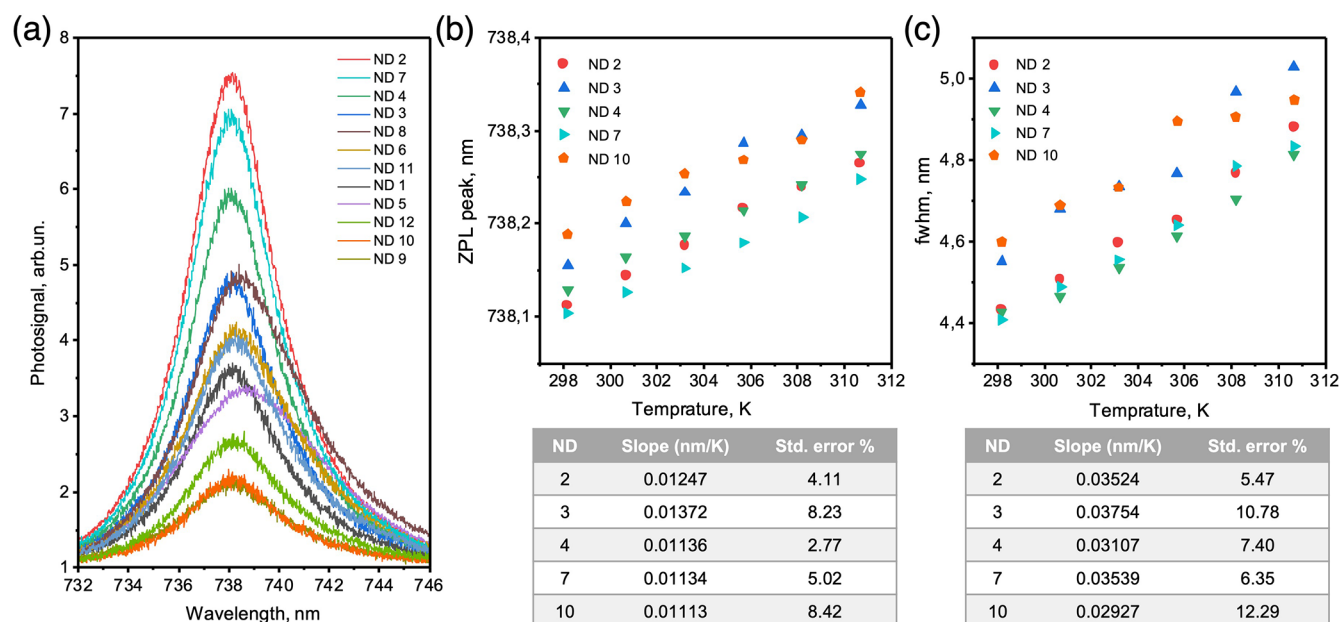 (a)
8
7
6
5
4
3
2
1
732 734 736 738 740 742 744 746
Photosignal, arb.un.
Wavelength, nm
ND 2
ND 7
ND 4
ND 3
ND 8
ND 6
ND 11
ND 1
ND 5
ND 12
ND 10
ND 9
(b)
738,4
738,3
738,2
738,1
298 300 302 304 306 308 310 312
ZPL peak, nm
Temprature, K
ND 2
ND 3
ND 4
ND 7
ND 10
ND Slope (nm/K) Std. error %
2 0.01247 4.11
3 0.01372 8.23
4 0.01136 2.77
7 0.01134 5.02
10 0.01113 8.42
(c)
5,0
4,8
4,6
4,4
298 300 302 304 306 308 310 312
fwhm, nm
Temprature, K
ND 2
ND 3
ND 4
ND 7
ND 10
ND Slope (nm/K) Std. error %
2 0.03524 5.47
3 0.03754 10.78
4 0.03107 7.40
7 0.03539 6.35
10 0.02927 12.29